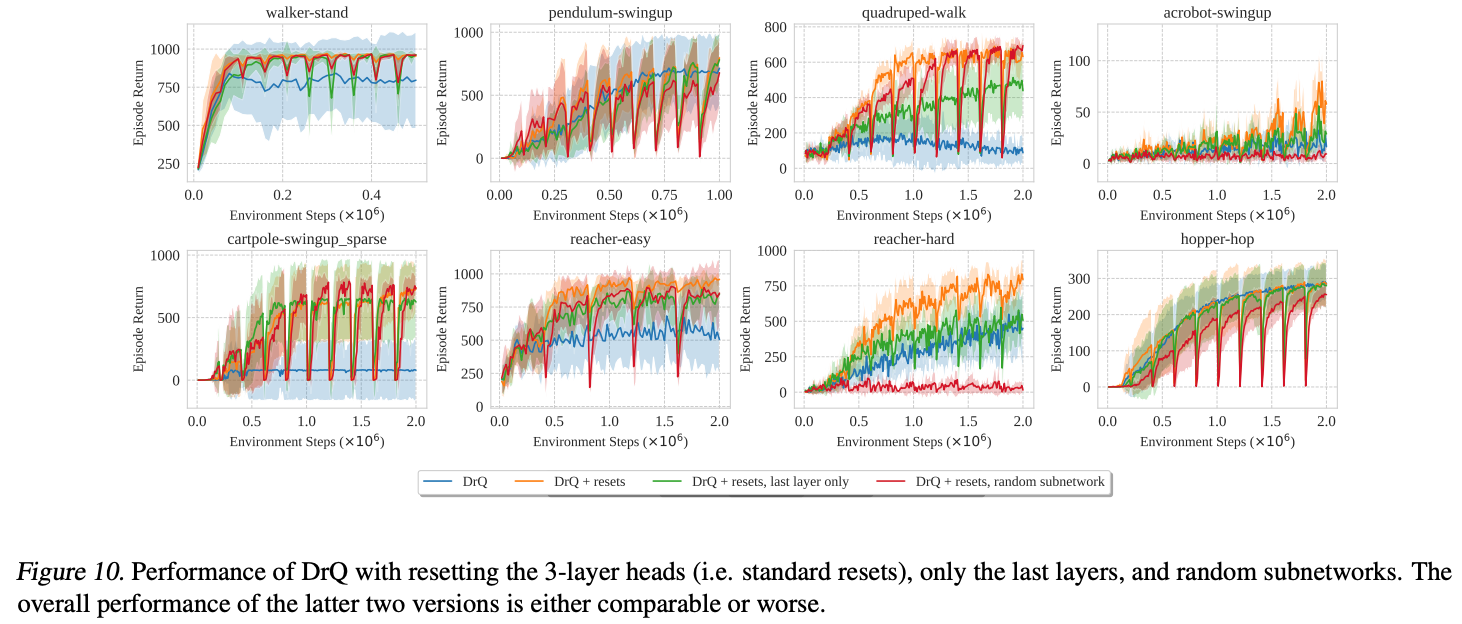 walker-stand
pendulum-swingup
quadruped-walk
acrobot-swingup
Episode Return
1000
750
500
250
0.0
0.2
0.4
Environment Steps (×10⁶)
Episode Return
1000
500
0
0.00
0.25
0.50
0.75
1.00
Environment Steps (×10⁶)
Episode Return
800
600
400
200
0
0.0
0.5
1.0
1.5
2.0
Environment Steps (×10⁶)
Episode Return
100
50
0
0.0
0.5
1.0
1.5
2.0
Environment Steps (×10⁶)
cartpole-swingup_sparse
reacher-easy
reacher-hard
hopper-hop
Episode Return
1000
500
0
0.0
0.5
1.0
1.5
2.0
Environment Steps (×10⁶)
Episode Return
1000
750
500
250
0
0.0
0.5
1.0
1.5
2.0
Environment Steps (×10⁶)
Episode Return
1000
750
500
250
0
0.0
0.5
1.0
1.5
2.0
Environment Steps (×10⁶)
Episode Return
300
200
100
0
0.0
0.5
1.0
1.5
2.0
Environment Steps (×10⁶)
DrQ
DrQ + resets
DrQ + resets, last layer only
DrQ + resets, random subnetwork
Figure 10. Performance of DrQ with resetting the 3-layer heads (i.e. standard resets), only the last layers, and random subnetworks. The
overall performance of the latter two versions is either comparable or worse.